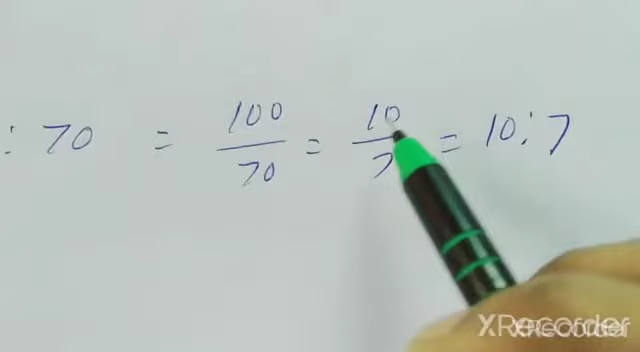 : 70 = 100/70 = 10/7 = 10:7
XRecorder